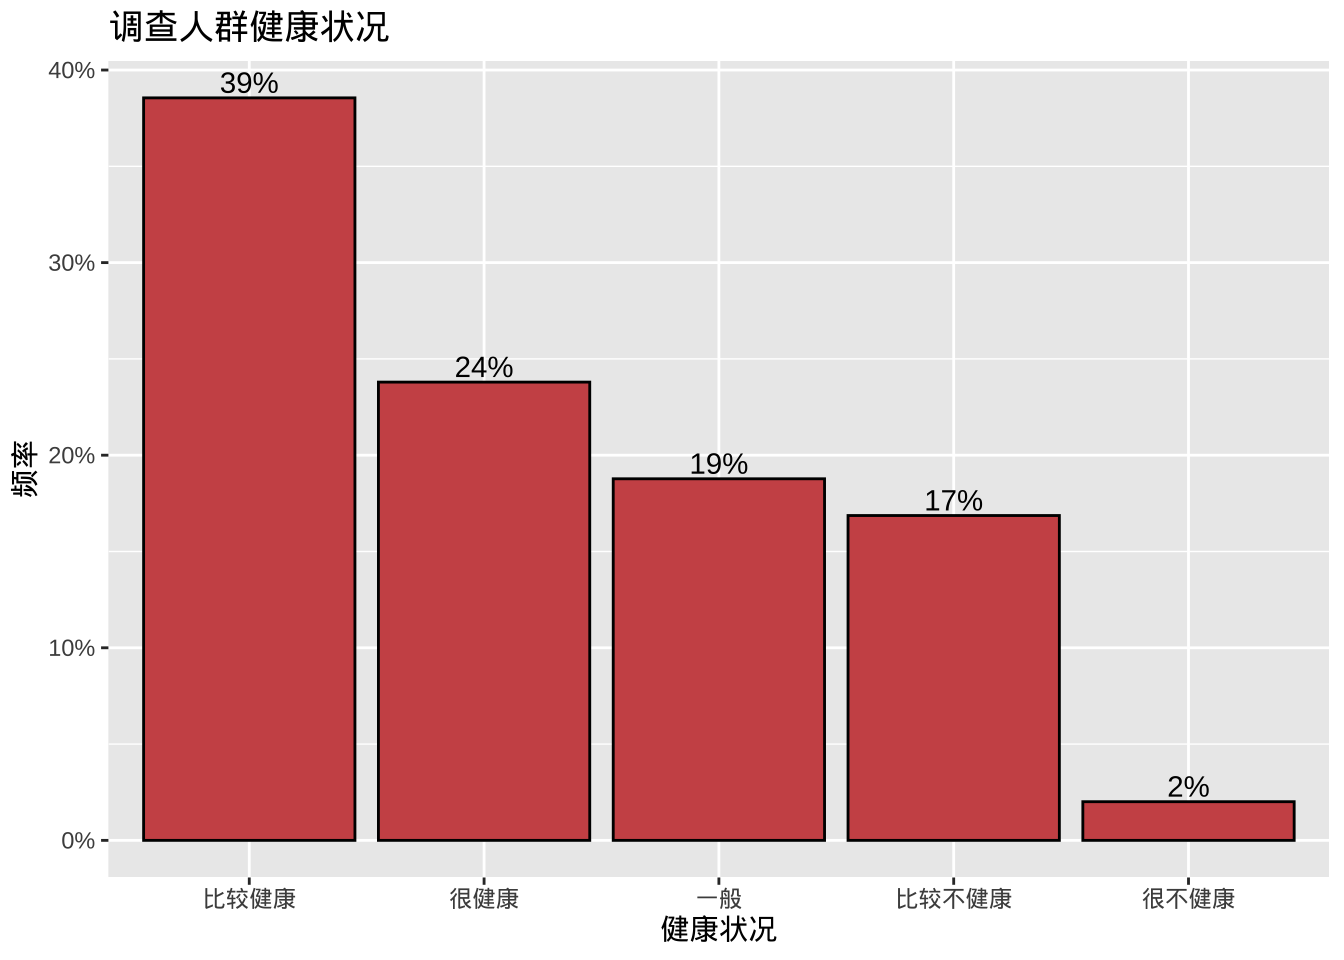 调查人群健康状况
40%
30%
20%
10%
0%
频率
39%
24%
19%
17%
2%
比较健康
很健康
一般
比较不健康
很不健康
健康状况